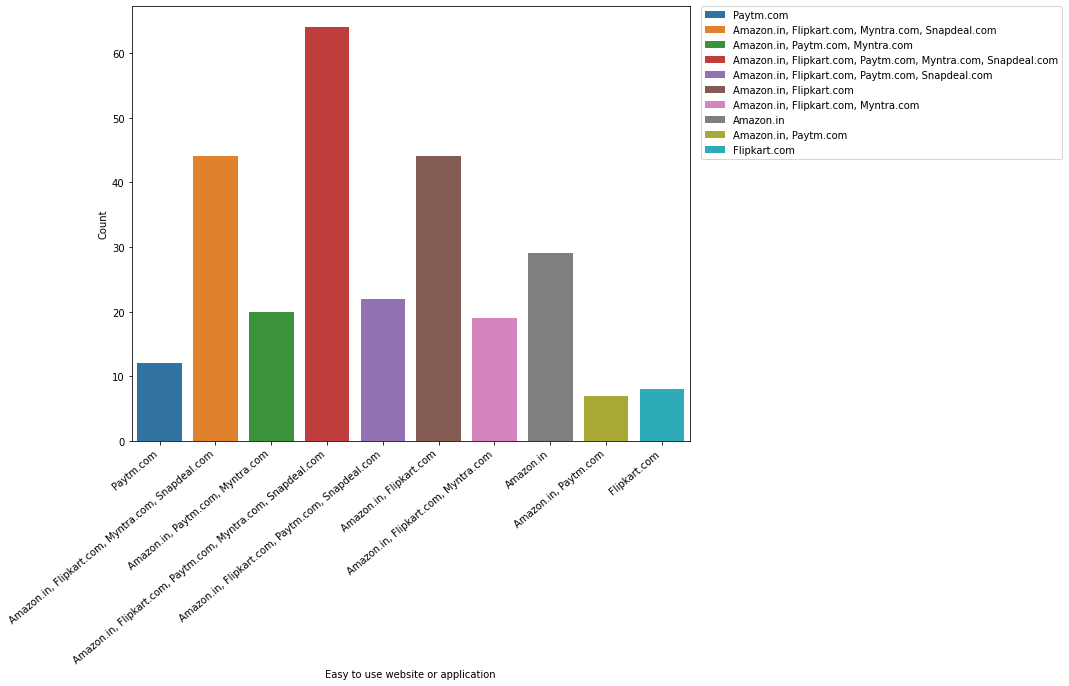 60
50
40
30
20
10
0
Count
Paytm.com
Amazon.in, Flipkart.com, Myntra.com, Snapdeal.com
Amazon.in, Paytm.com, Myntra.com
Amazon.in, Flipkart.com, Paytm.com, Myntra.com, Snapdeal.com
Amazon.in, Flipkart.com, Paytm.com, Snapdeal.com
Amazon.in, Flipkart.com
Amazon.in, Flipkart.com, Myntra.com
Amazon.in
Amazon.in, Paytm.com
Flipkart.com
Easy to use website or application
Paytm.com
Amazon.in, Flipkart.com, Myntra.com, Snapdeal.com
Amazon.in, Paytm.com, Myntra.com
Amazon.in, Flipkart.com, Paytm.com, Myntra.com, Snapdeal.com
Amazon.in, Flipkart.com, Paytm.com, Snapdeal.com
Amazon.in, Flipkart.com
Amazon.in, Flipkart.com, Myntra.com
Amazon.in
Amazon.in, Paytm.com
Flipkart.com